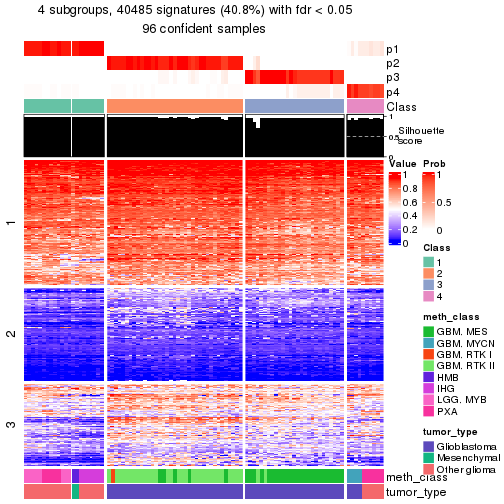 4 subgroups, 40485 signatures (40.8%) with fdr < 0.05
96 confident samples
p1
p2
p3
p4
Class
1
0.5
0
Silhouette
score
1
2
3
Value
1
0.8
0.6
0.4
0.2
0
Prob
1
0.5
0
Class
1
2
3
4
meth_class
GBM. MES
GBM. MYCN
GBM. RTK I
GBM. RTK II
HMB
IHG
LGG. MYB
PXA
tumor_type
Glioblastoma
Mesenchymal
Other glioma
meth_class
tumor_type